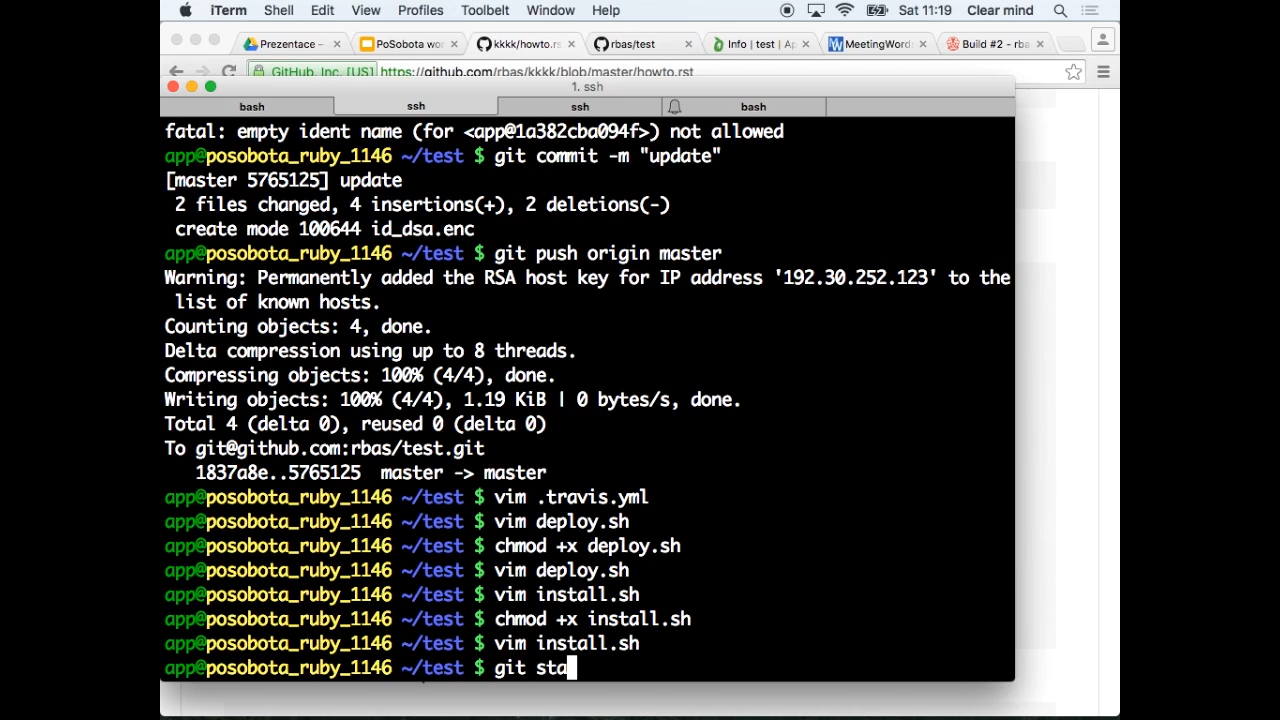 iTerm Shell Edit View Profiles Toolbelt Window Help Sat 11:19 Clear mind
Prezentace – PoSobota wo kkkk/howto.rs rbas/test Info | test | Ap MeetingWords Build #2 - rba
GitHub, Inc. [US] https://github.com/rbas/kkkk/blob/master/howto.rst
1. ssh
bash ssh ssh bash
fatal: empty ident name (for <app@1a382cba094f>) not allowed
app@posobota_ruby_1146 ~/test $ git commit -m "update"
[master 5765125] update
2 files changed, 4 insertions(+), 2 deletions(-)
create mode 100644 id_dsa.enc
app@posobota_ruby_1146 ~/test $ git push origin master
Warning: Permanently added the RSA host key for IP address '192.30.252.123' to the
list of known hosts.
Counting objects: 4, done.
Delta compression using up to 8 threads.
Compressing objects: 100% (4/4), done.
Writing objects: 100% (4/4), 1.19 KiB | 0 bytes/s, done.
Total 4 (delta 0), reused 0 (delta 0)
To git@github.com:rbas/test.git
1837a8e..5765125 master -> master
app@posobota_ruby_1146 ~/test $ vim .travis.yml
app@posobota_ruby_1146 ~/test $ vim deploy.sh
app@posobota_ruby_1146 ~/test $ chmod +x deploy.sh
app@posobota_ruby_1146 ~/test $ vim deploy.sh
app@posobota_ruby_1146 ~/test $ vim install.sh
app@posobota_ruby_1146 ~/test $ chmod +x install.sh
app@posobota_ruby_1146 ~/test $ vim install.sh
app@posobota_ruby_1146 ~/test $ git sta